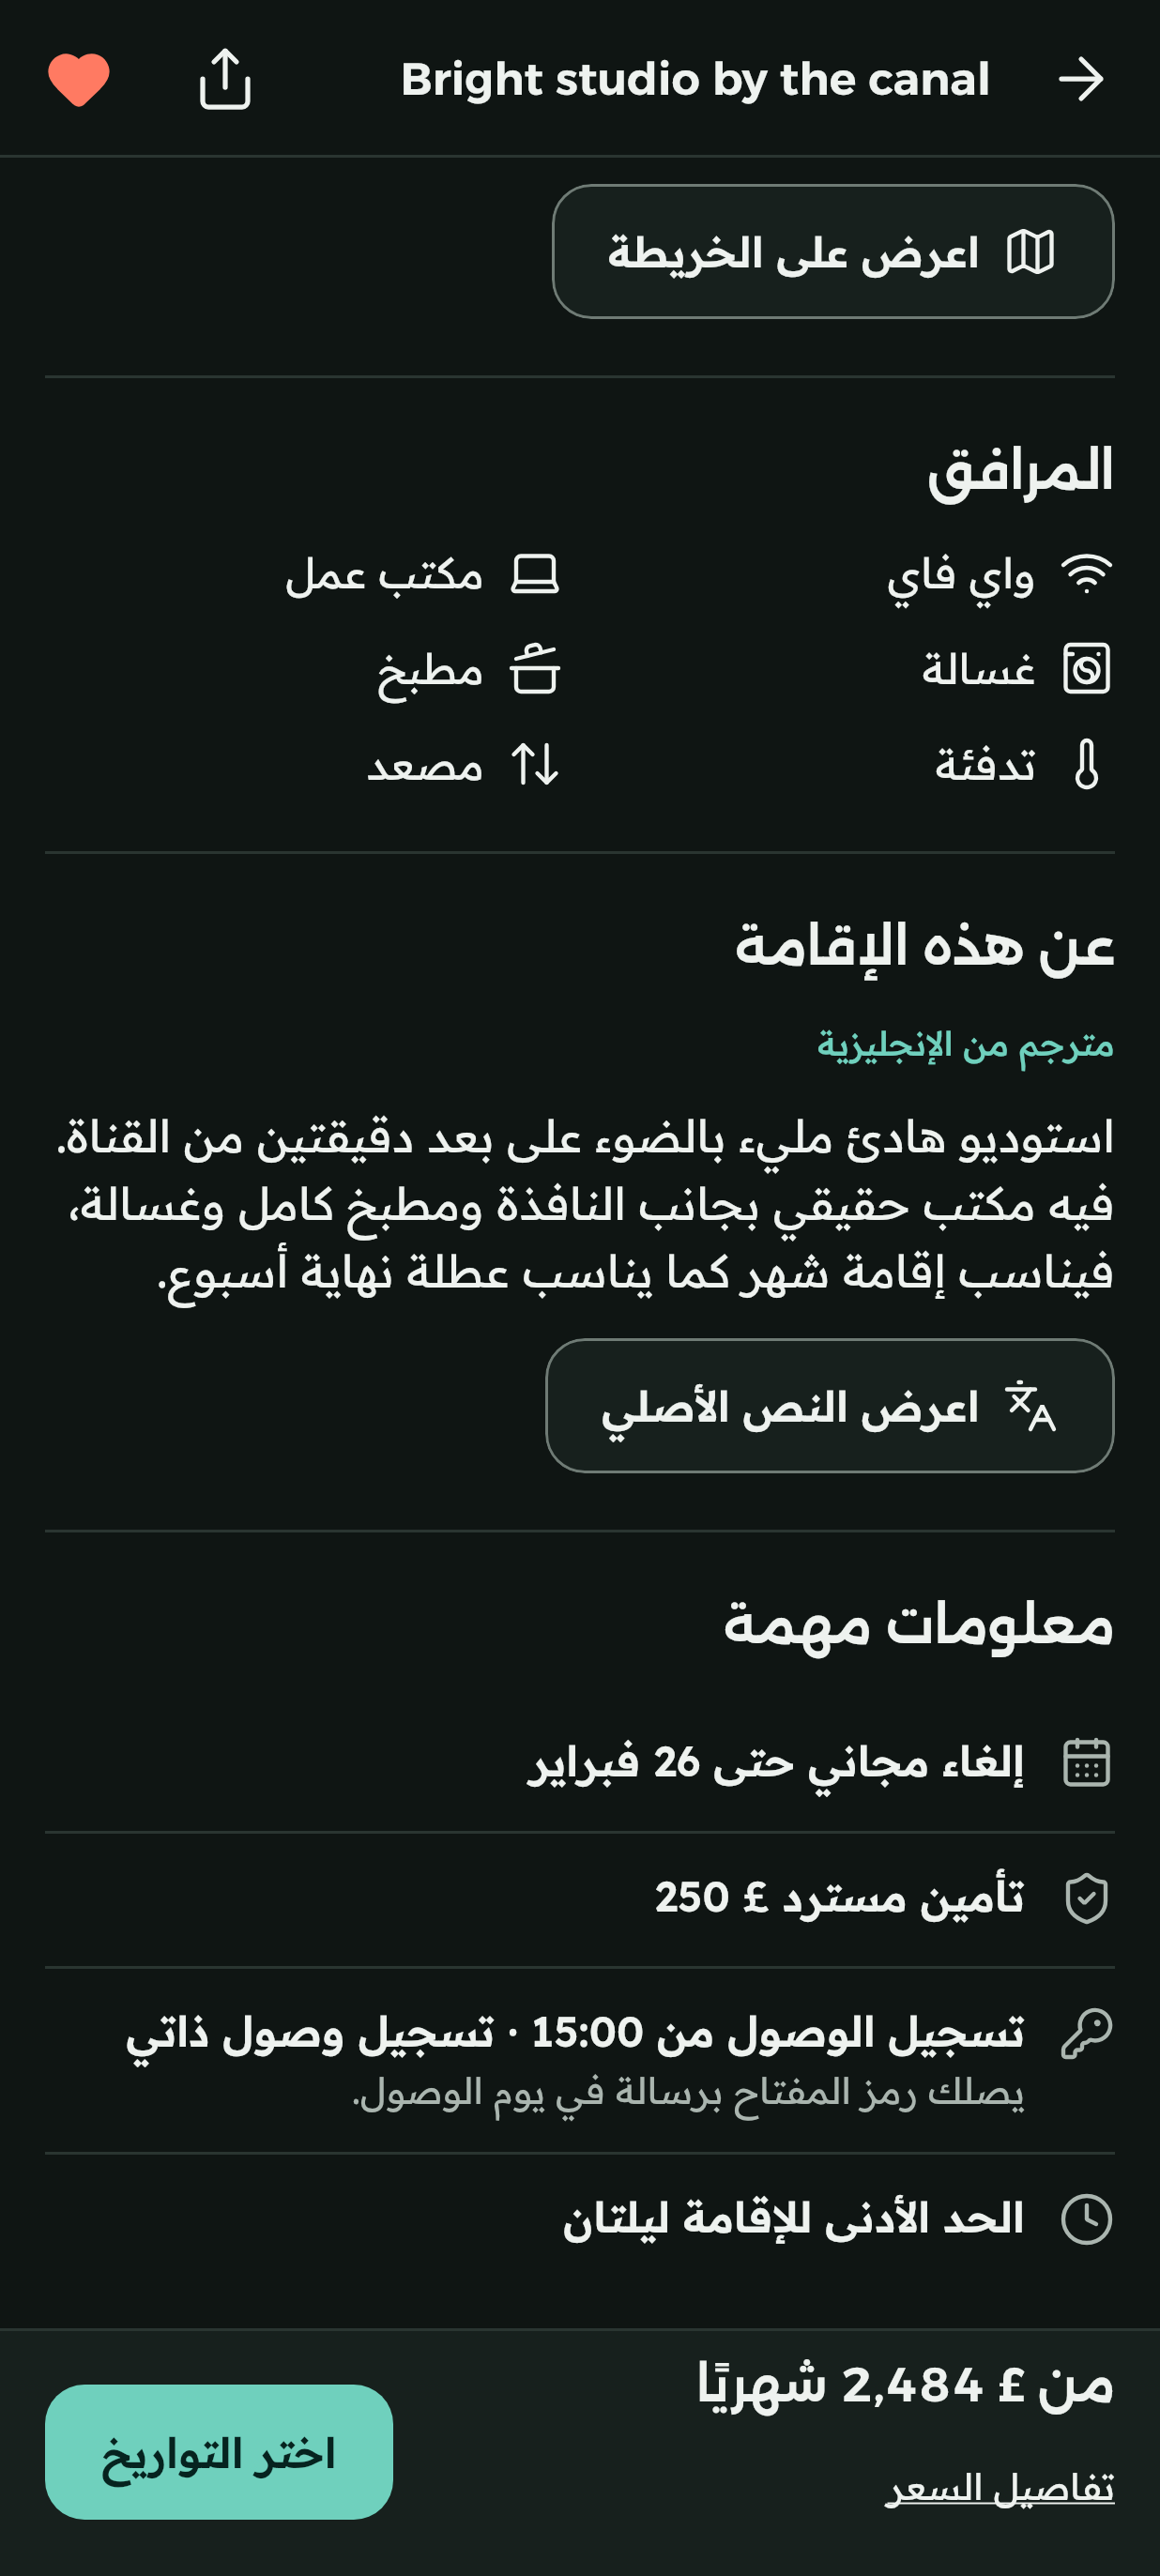 Bright studio by the canal
اعرض على الخريطة
المرافق
واي فاي
مكتب عمل
غسالة
مطبخ
تدفئة
مصعد
عن هذه الإقامة
مترجم من الإنجليزية
استوديو هادئ مليء بالضوء على بعد دقيقتين من القناة.
فيه مكتب حقيقي بجانب النافذة ومطبخ كامل وغسالة،
فيناسب إقامة شهر كما يناسب عطلة نهاية أسبوع.
اعرض النص الأصلي
معلومات مهمة
إلغاء مجاني حتى 26 فبراير
تأمين مسترد £ 250
تسجيل الوصول من 15:00 · تسجيل وصول ذاتي
يصلك رمز المفتاح برسالة في يوم الوصول.
الحد الأدنى للإقامة ليلتان
من £ 2,484 شهريًا
تفاصيل السعر
اختر التواريخ